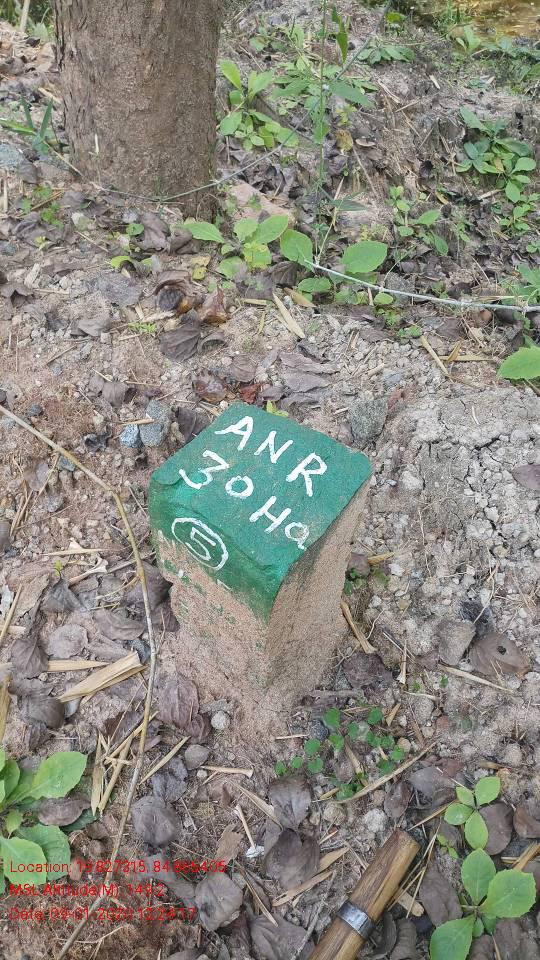 ANR
30 Ha
5
Location: 19.827315, 84.666405
MSL Altitude(M): 149.2
Date: 09-01-2020 12:24:17